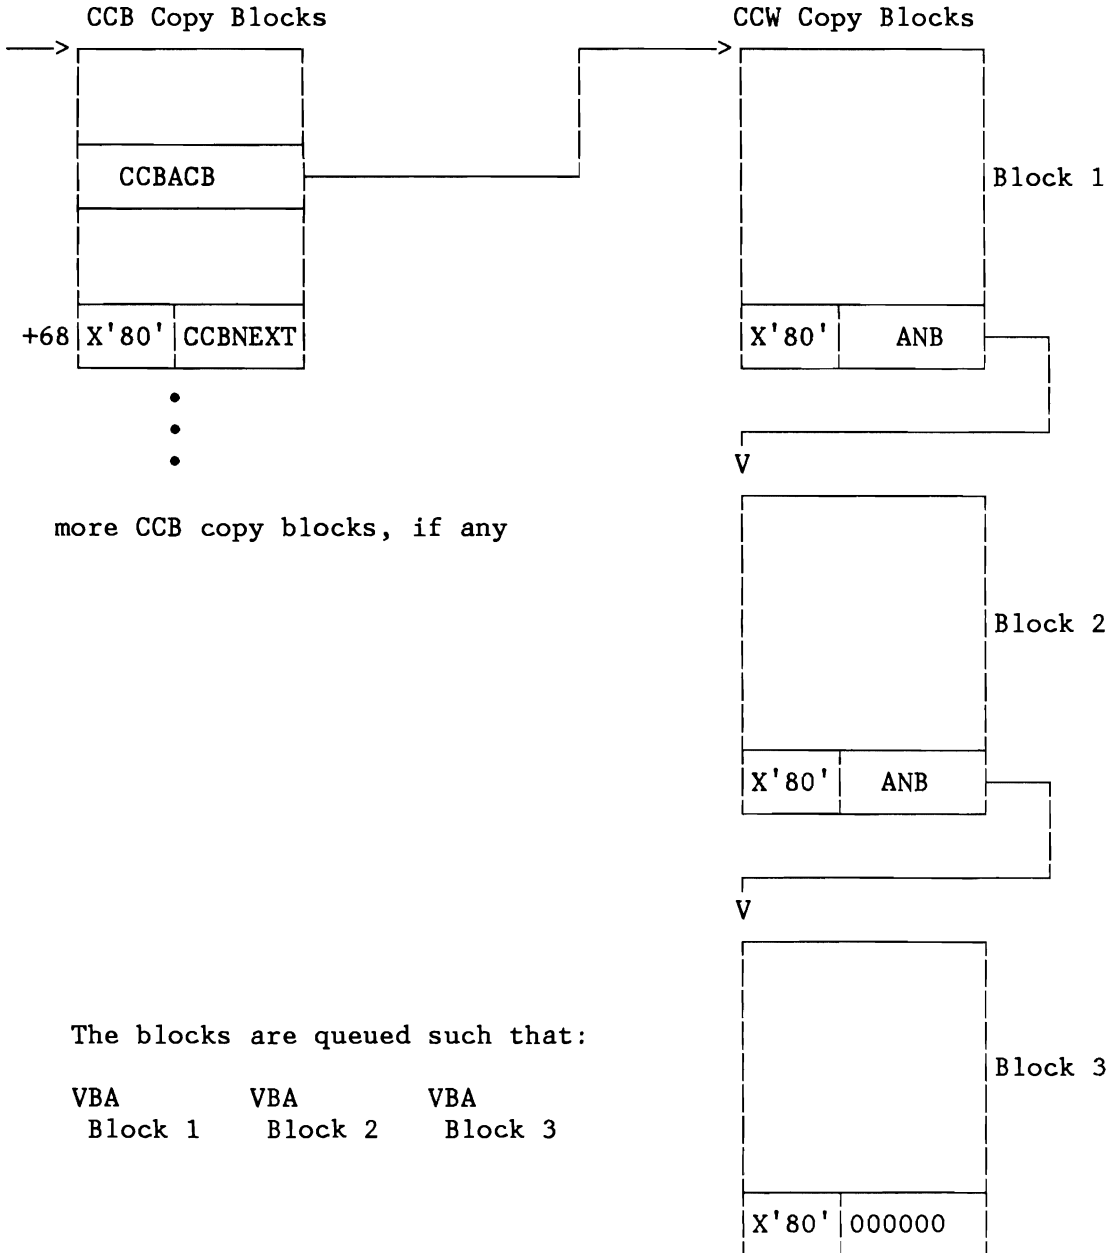 CCB Copy Blocks
CCBACB
+68 X'80' CCBNEXT
more CCB copy blocks, if any
CCW Copy Blocks
Block 1
X'80' ANB
V
Block 2
X'80' ANB
V
Block 3
X'80' 000000
The blocks are queued such that:
VBA VBA VBA
Block 1 Block 2 Block 3